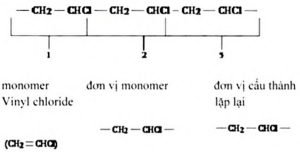 — CH2 — CHCl — CH2 — CHCl — CH2 — CHCl —
1 2 3
monomer đơn vị monomer đơn vị cấu thành
Vinyl chloride lặp lại
— CH2 — CHCl — — CH2 — CHCl —
(CH2 = CHCl)